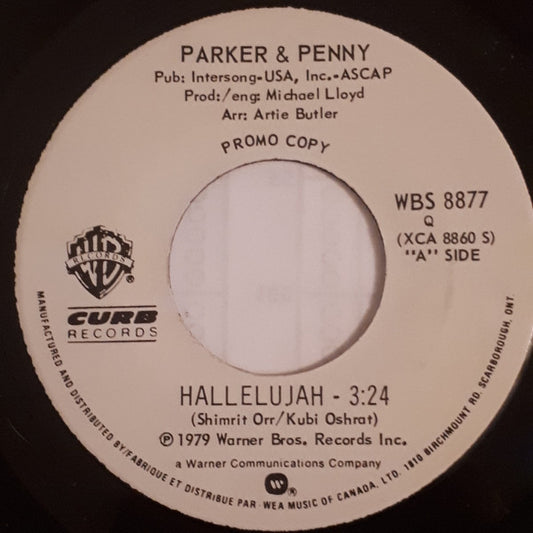 PARKER & PENNY
Pub: Intersong-USA, Inc.-ASCAP
Prod:/eng: Michael Lloyd
Arr: Artie Butler
PROMO COPY
WBS 8877
Q
(XCA 8860 S)
"A" SIDE
WB
RECORDS
®
CURB
RECORDS
HALLELUJAH - 3:24
(Shimrit Orr/Kubi Oshrat)
℗ 1979 Warner Bros. Records Inc.
a Warner Communications Company
®
MANUFACTURED AND DISTRIBUTED BY/FABRIQUE ET DISTRIBUE PAR - WEA MUSIC OF CANADA, LTD. 1810 BIRCHMOUNT RD. SCARBOROUGH, ONT.